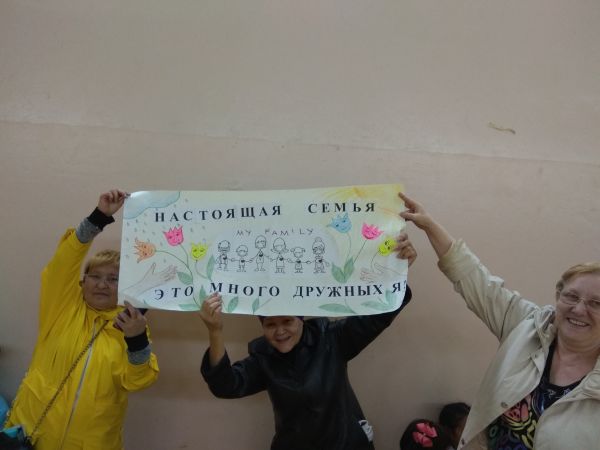 НАСТОЯЩАЯ СЕМЬЯ
MY FAMILY
ЭТО МНОГО ДРУЖНЫХ Я!